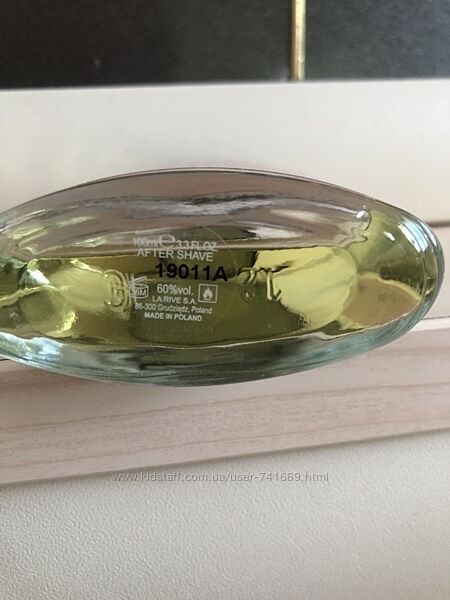 100ml ℮ 3.3 FL.OZ
AFTER SHAVE
19011A
36M 60%vol.
LA RIVE S.A.
86-300 Grudziądz, Poland
MADE IN POLAND
www.kidstaff.com.ua/user-741669.html